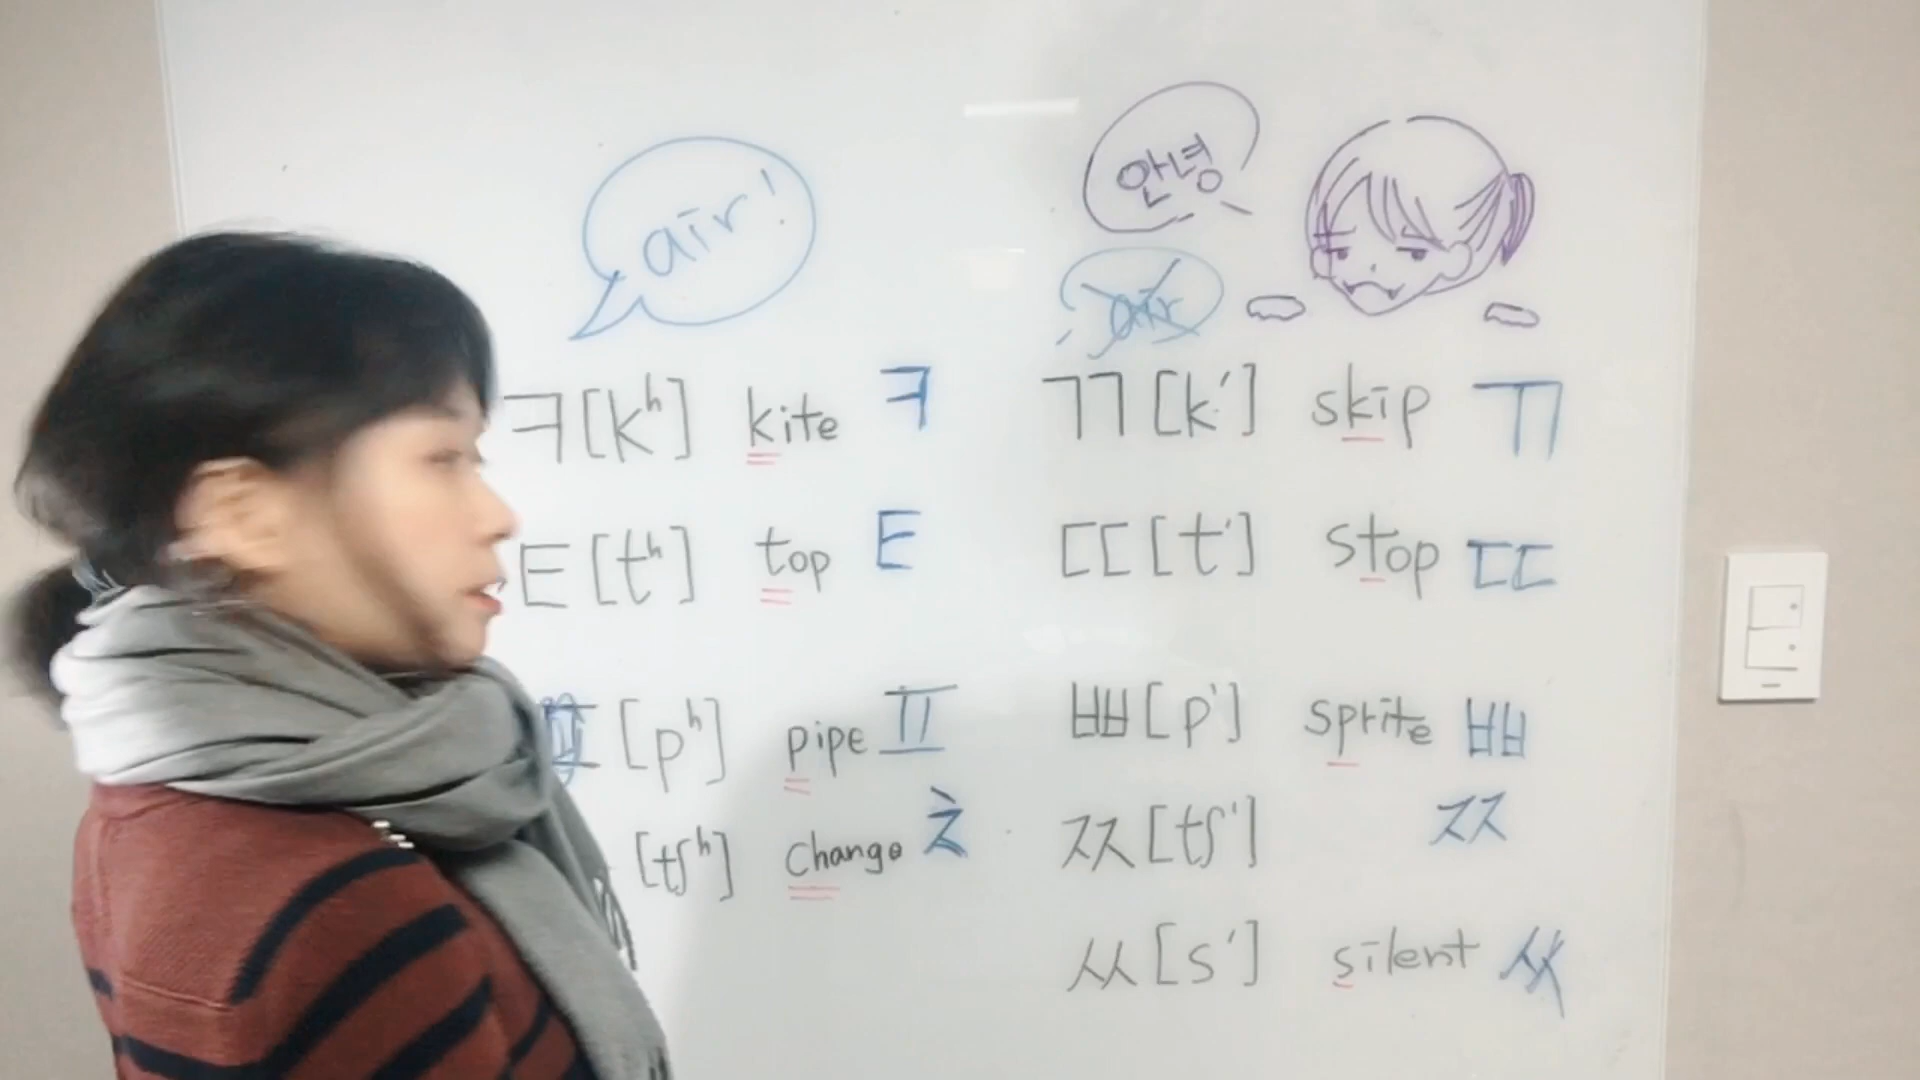 air!
안녕
air
ㅋ[kʰ] kite ㅋ
ㅌ[tʰ] top ㅌ
ㅍ[pʰ] pipe ㅍ
[tʃʰ] change ㅊ
ㄲ[k'] skip ㄲ
ㄸ[t'] stop ㄸ
ㅃ[p'] sprite ㅃ
ㅉ[tʃ'] ㅉ
ㅆ[s'] silent ㅆ